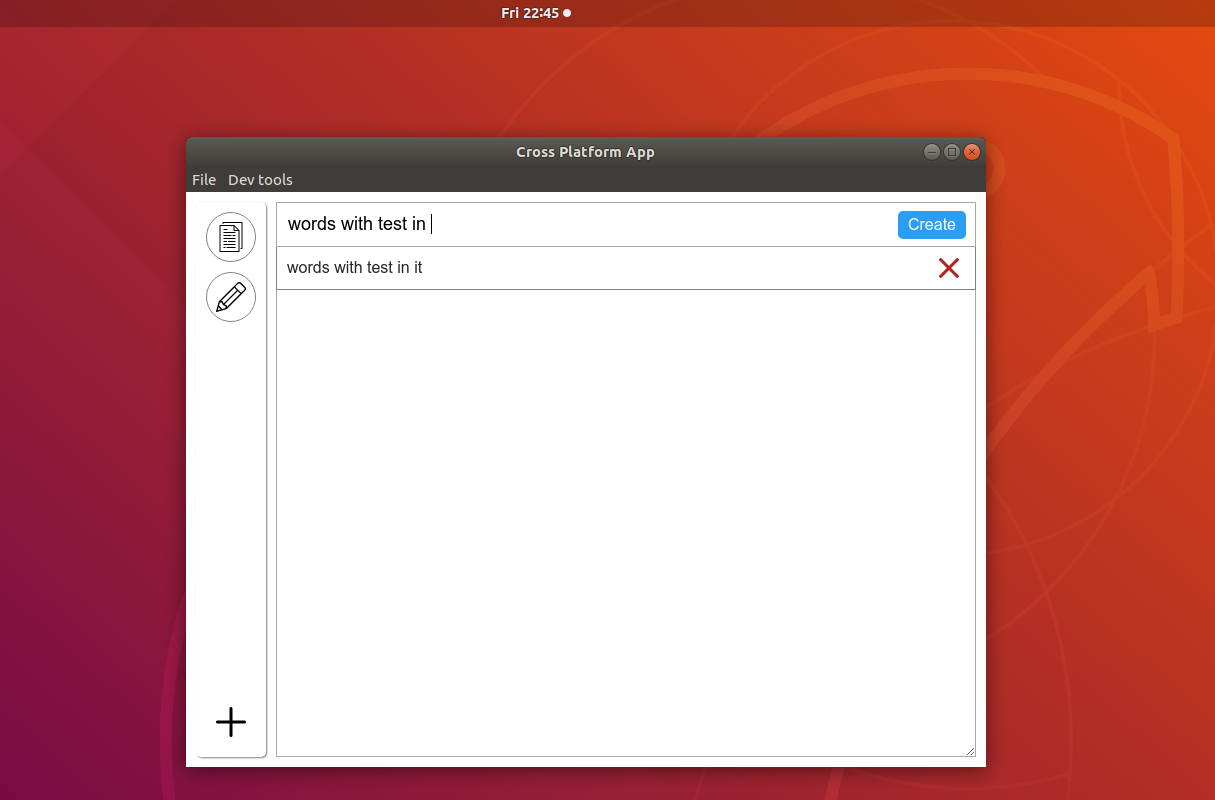 Fri 22:45
Cross Platform App
File Dev tools
words with test in
Create
words with test in it